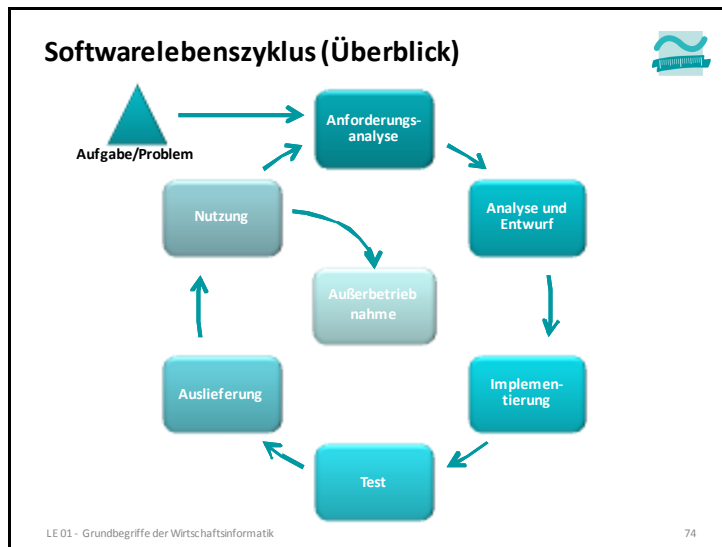 Softwarelebenszyklus (Überblick)
Aufgabe/Problem
Anforderungs-
analyse
Analyse und
Entwurf
Implemen-
tierung
Test
Auslieferung
Nutzung
Außerbetrieb
nahme
LE 01 - Grundbegriffe der Wirtschaftsinformatik
74